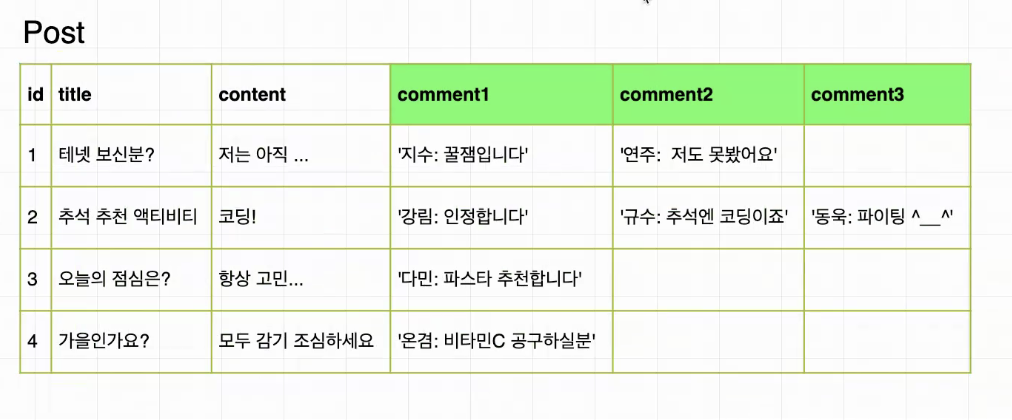 Post
id title content comment1 comment2 comment3
1 테넷 보신분? 저는 아직 ... '지수: 꿀잼입니다' '연주: 저도 못봤어요'
2 추석 추천 액티비티 코딩! '강림: 인정합니다' '규수: 추석엔 코딩이죠' '동욱: 파이팅 ^__^'
3 오늘의 점심은? 항상 고민... '다민: 파스타 추천합니다'
4 가을인가요? 모두 감기 조심하세요 '온겸: 비타민C 공구하실분'